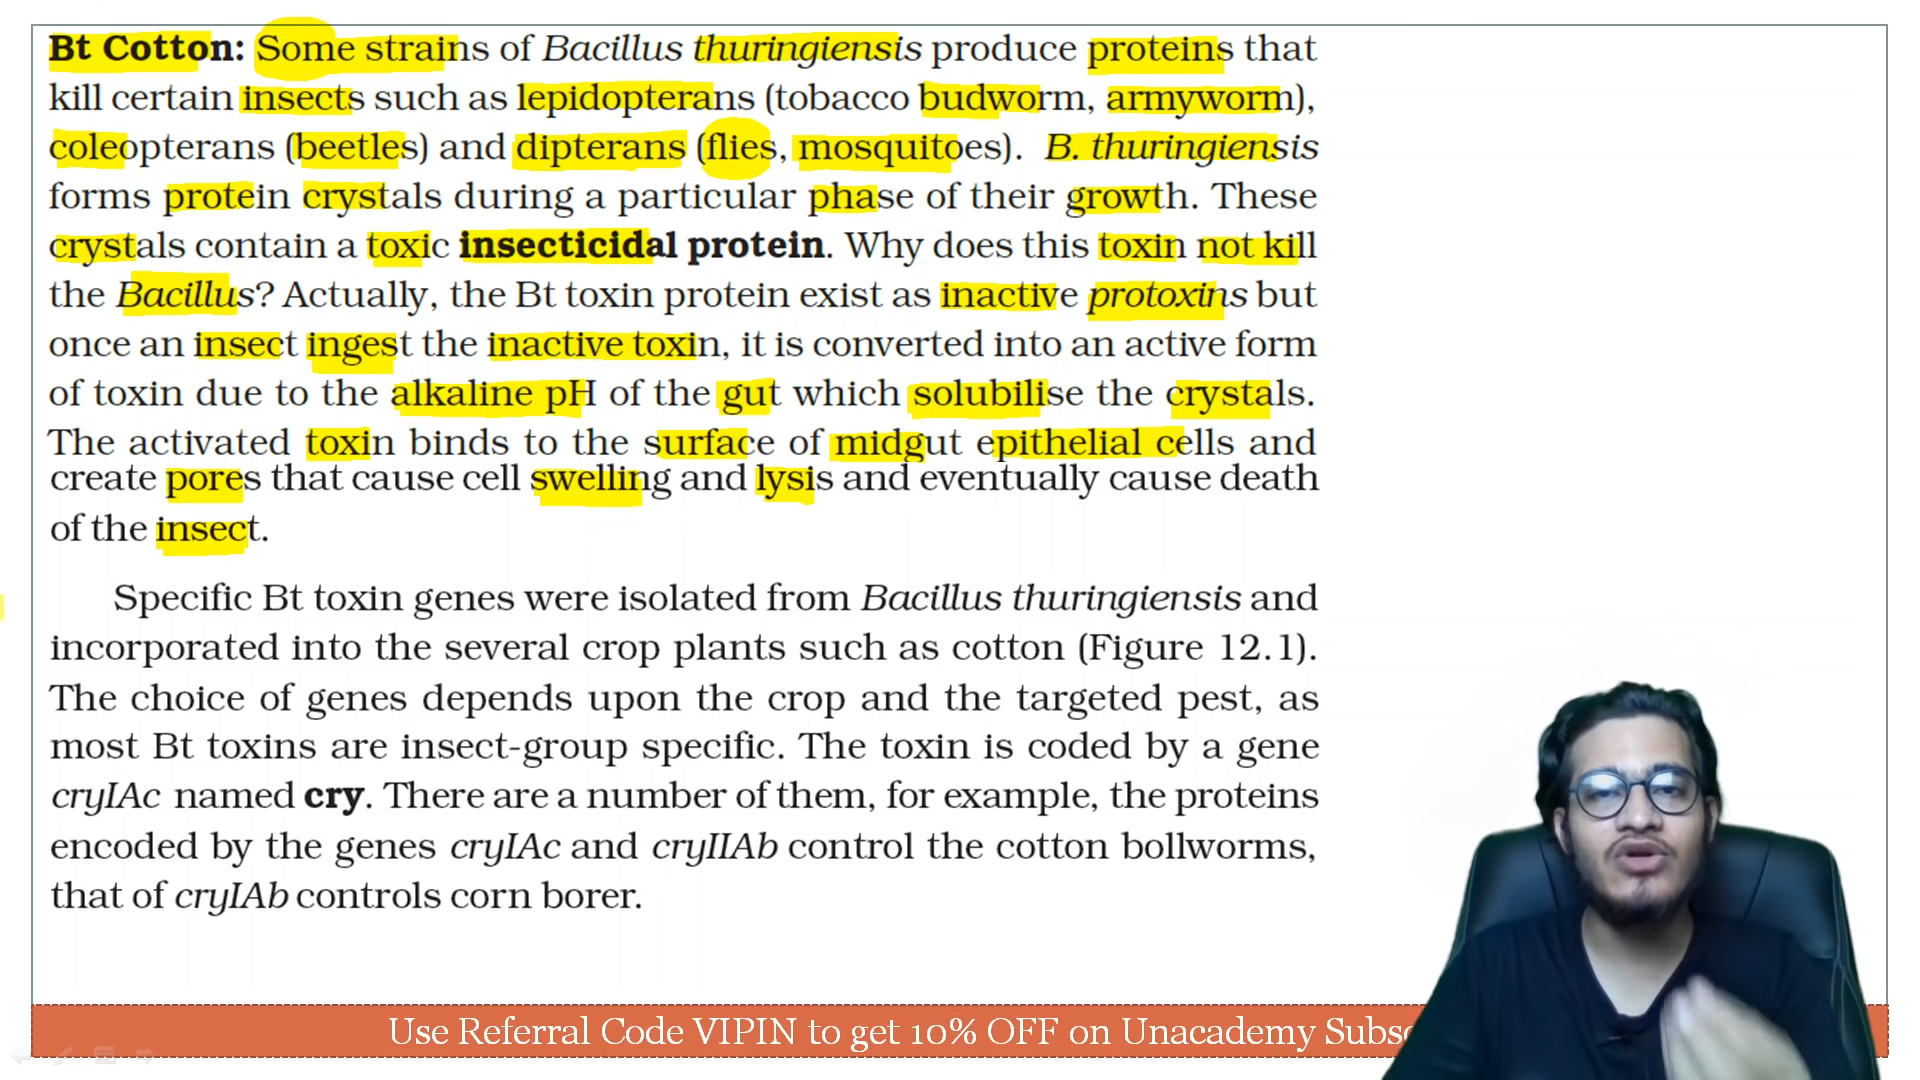 Bt Cotton: Some strains of Bacillus thuringiensis produce proteins that
kill certain insects such as lepidopterans (tobacco budworm, armyworm),
coleopterans (beetles) and dipterans (flies, mosquitoes). B. thuringiensis
forms protein crystals during a particular phase of their growth. These
crystals contain a toxic insecticidal protein. Why does this toxin not kill
the Bacillus? Actually, the Bt toxin protein exist as inactive protoxins but
once an insect ingest the inactive toxin, it is converted into an active form
of toxin due to the alkaline pH of the gut which solubilise the crystals.
The activated toxin binds to the surface of midgut epithelial cells and
create pores that cause cell swelling and lysis and eventually cause death
of the insect.
Specific Bt toxin genes were isolated from Bacillus thuringiensis and
incorporated into the several crop plants such as cotton (Figure 12.1).
The choice of genes depends upon the crop and the targeted pest, as
most Bt toxins are insect-group specific. The toxin is coded by a gene
cryIAc named cry. There are a number of them, for example, the proteins
encoded by the genes cryIAc and cryIIAb control the cotton bollworms,
that of cryIAb controls corn borer.
Use Referral Code VIPIN to get 10% OFF on Unacademy Subsc